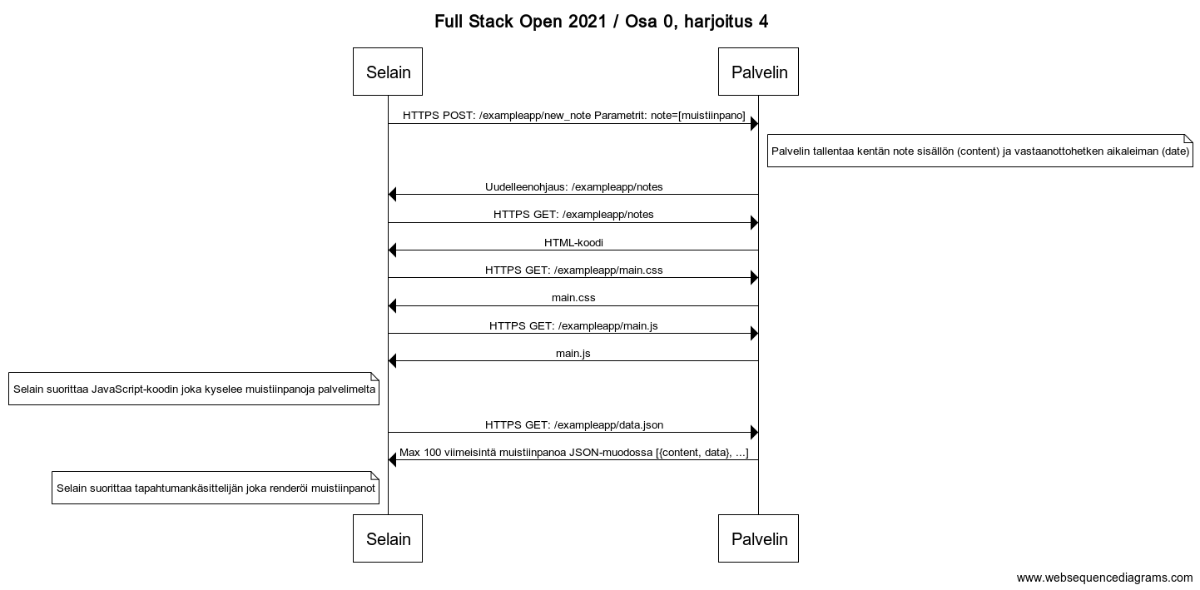 Full Stack Open 2021 / Osa 0, harjoitus 4
Selain
Palvelin
HTTPS POST: /exampleapp/new_note Parametrit: note=[muistiinpano]
Palvelin tallentaa kentän note sisällön (content) ja vastaanottohetken aikaleiman (date)
Uudelleenohjaus: /exampleapp/notes
HTTPS GET: /exampleapp/notes
HTML-koodi
HTTPS GET: /exampleapp/main.css
main.css
HTTPS GET: /exampleapp/main.js
main.js
Selain suorittaa JavaScript-koodin joka kyselee muistiinpanoja palvelimelta
HTTPS GET: /exampleapp/data.json
Max 100 viimeisintä muistiinpanoa JSON-muodossa [{content, data}, ...]
Selain suorittaa tapahtumankäsittelijän joka renderöi muistiinpanot
Selain
Palvelin
www.websequencediagrams.com